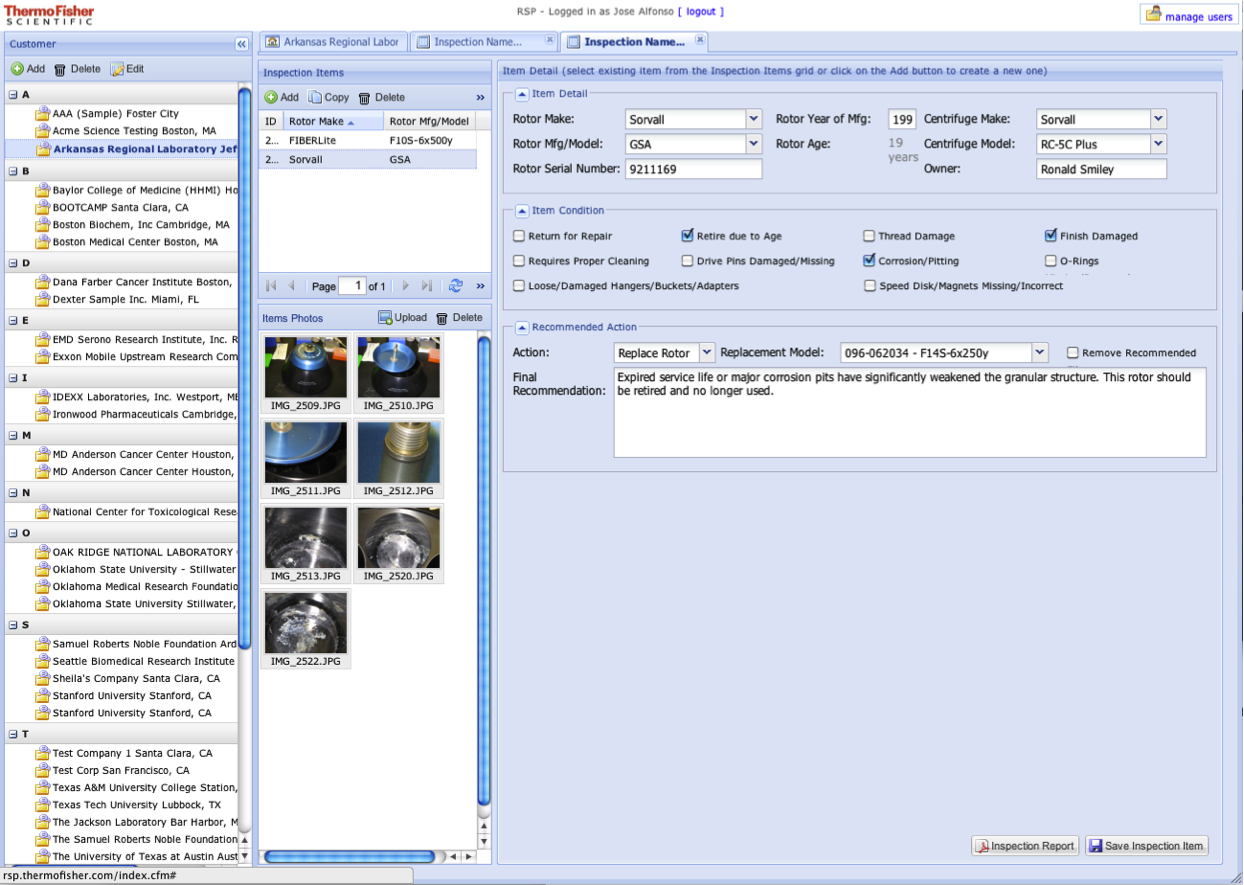 ThermoFisher
SCIENTIFIC
RSP - Logged in as Jose Alfonso [ logout ]
manage users
Customer
Add Delete Edit
A
AAA (Sample) Foster City
Acme Science Testing Boston, MA
Arkansas Regional Laboratory Jef
B
Baylor College of Medicine (HHMI) Ho
BOOTCAMP Santa Clara, CA
Boston Biochem, Inc Cambridge, MA
Boston Medical Center Boston, MA
D
Dana Farber Cancer Institute Boston,
Dexter Sample Inc. Miami, FL
E
EMD Serono Research Institute, Inc. R
Exxon Mobile Upstream Research Com
I
IDEXX Laboratories, Inc. Westport, ME
Ironwood Pharmaceuticals Cambridge,
M
MD Anderson Cancer Center Houston,
MD Anderson Cancer Center Houston,
N
National Center for Toxicological Rese
O
OAK RIDGE NATIONAL LABORATORY
Oklahom State University - Stillwater
Oklahoma Medical Research Foundatio
Oklahoma State University Stillwater,
S
Samuel Roberts Noble Foundation Ard
Seattle Biomedical Research Institute
Sheila's Company Santa Clara, CA
Stanford University Stanford, CA
Stanford University Stanford, CA
T
Test Company 1 Santa Clara, CA
Test Corp San Francisco, CA
Texas A&M University College Station,
Texas Tech University Lubbock, TX
The Jackson Laboratory Bar Harbor, M
The Samuel Roberts Noble Foundation
The University of Texas at Austin Aust
rsp.thermofisher.com/index.cfm#
Arkansas Regional Labor
Inspection Name...
Inspection Name...
Inspection Items
Add Copy Delete
ID Rotor Make Rotor Mfg/Model
2... FIBERLite F10S-6x500y
2... Sorvall GSA
Page 1 of 1
Items Photos Upload Delete
IMG_2509.JPG IMG_2510.JPG
IMG_2511.JPG IMG_2512.JPG
IMG_2513.JPG IMG_2520.JPG
IMG_2522.JPG
Item Detail (select existing item from the Inspection Items grid or click on the Add button to create a new one)
Item Detail
Rotor Make: Sorvall Rotor Year of Mfg: 199 Centrifuge Make: Sorvall
Rotor Mfg/Model: GSA Rotor Age: 19 years Centrifuge Model: RC-5C Plus
Rotor Serial Number: 9211169 Owner: Ronald Smiley
Item Condition
Return for Repair Retire due to Age Thread Damage Finish Damaged
Requires Proper Cleaning Drive Pins Damaged/Missing Corrosion/Pitting O-Rings
Loose/Damaged Hangers/Buckets/Adapters Speed Disk/Magnets Missing/Incorrect
Recommended Action
Action: Replace Rotor Replacement Model: 096-062034 - F14S-6x250y Remove Recommended
Final Recommendation:
Expired service life or major corrosion pits have significantly weakened the granular structure. This rotor should
be retired and no longer used.
Inspection Report Save Inspection Item